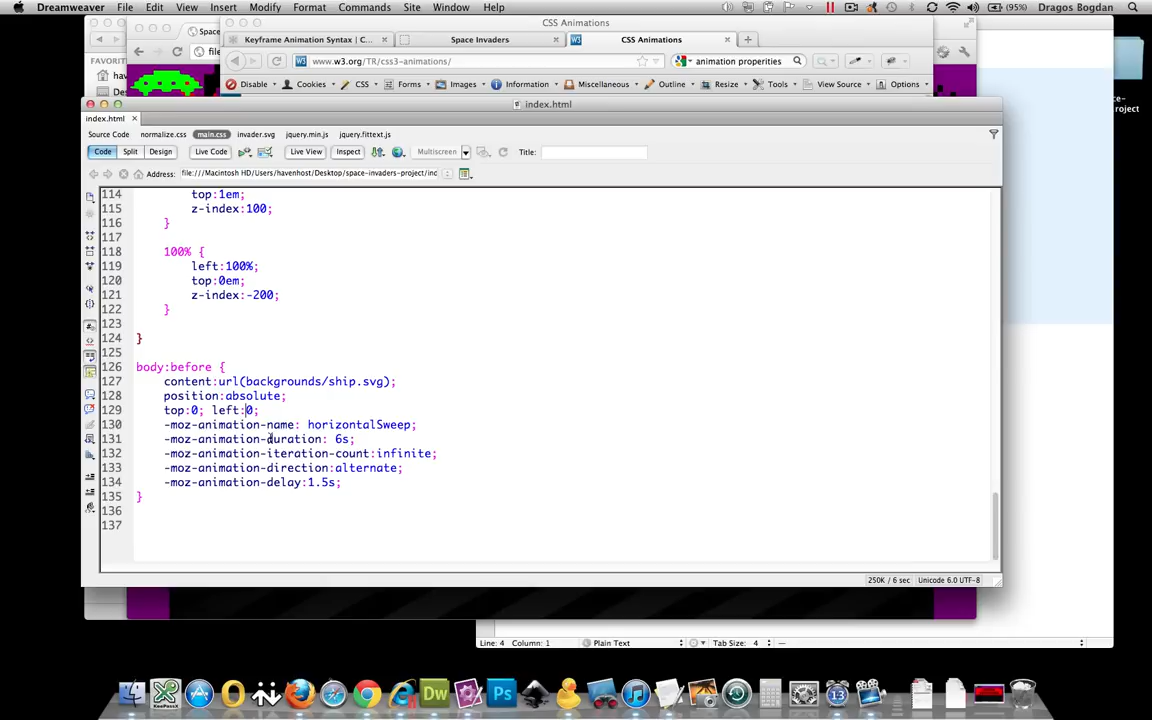 Dreamweaver File Edit View Insert Modify Format Commands Site Window Help (95%) Dragos Bogdan
CSS Animations
Keyframe Animation Syntax | C... Space Invaders CSS Animations
www.w3.org/TR/css3-animations/ animation properities
Disable Cookies CSS Forms Images Information Miscellaneous Outline Resize Tools View Source Options
index.html
index.html
Source Code normalize.css main.css invader.svg jquery.min.js jquery.fittext.js
Code Split Design Live Code Live View Inspect Multiscreen Title:
Address: file:///Macintosh HD/Users/havenhost/Desktop/space-invaders-project/ind
114 top:1em;
115 z-index:100;
116 }
117
118 100% {
119 left:100%;
120 top:0em;
121 z-index:-200;
122 }
123
124 }
125
126 body:before {
127 content:url(backgrounds/ship.svg);
128 position:absolute;
129 top:0; left:0;
130 -moz-animation-name: horizontalSweep;
131 -moz-animation-duration: 6s;
132 -moz-animation-iteration-count:infinite;
133 -moz-animation-direction:alternate;
134 -moz-animation-delay:1.5s;
135 }
136
137
250K / 6 sec Unicode 6.0 UTF-8
Line: 4 Column: 1 Plain Text Tab Size: 4 —